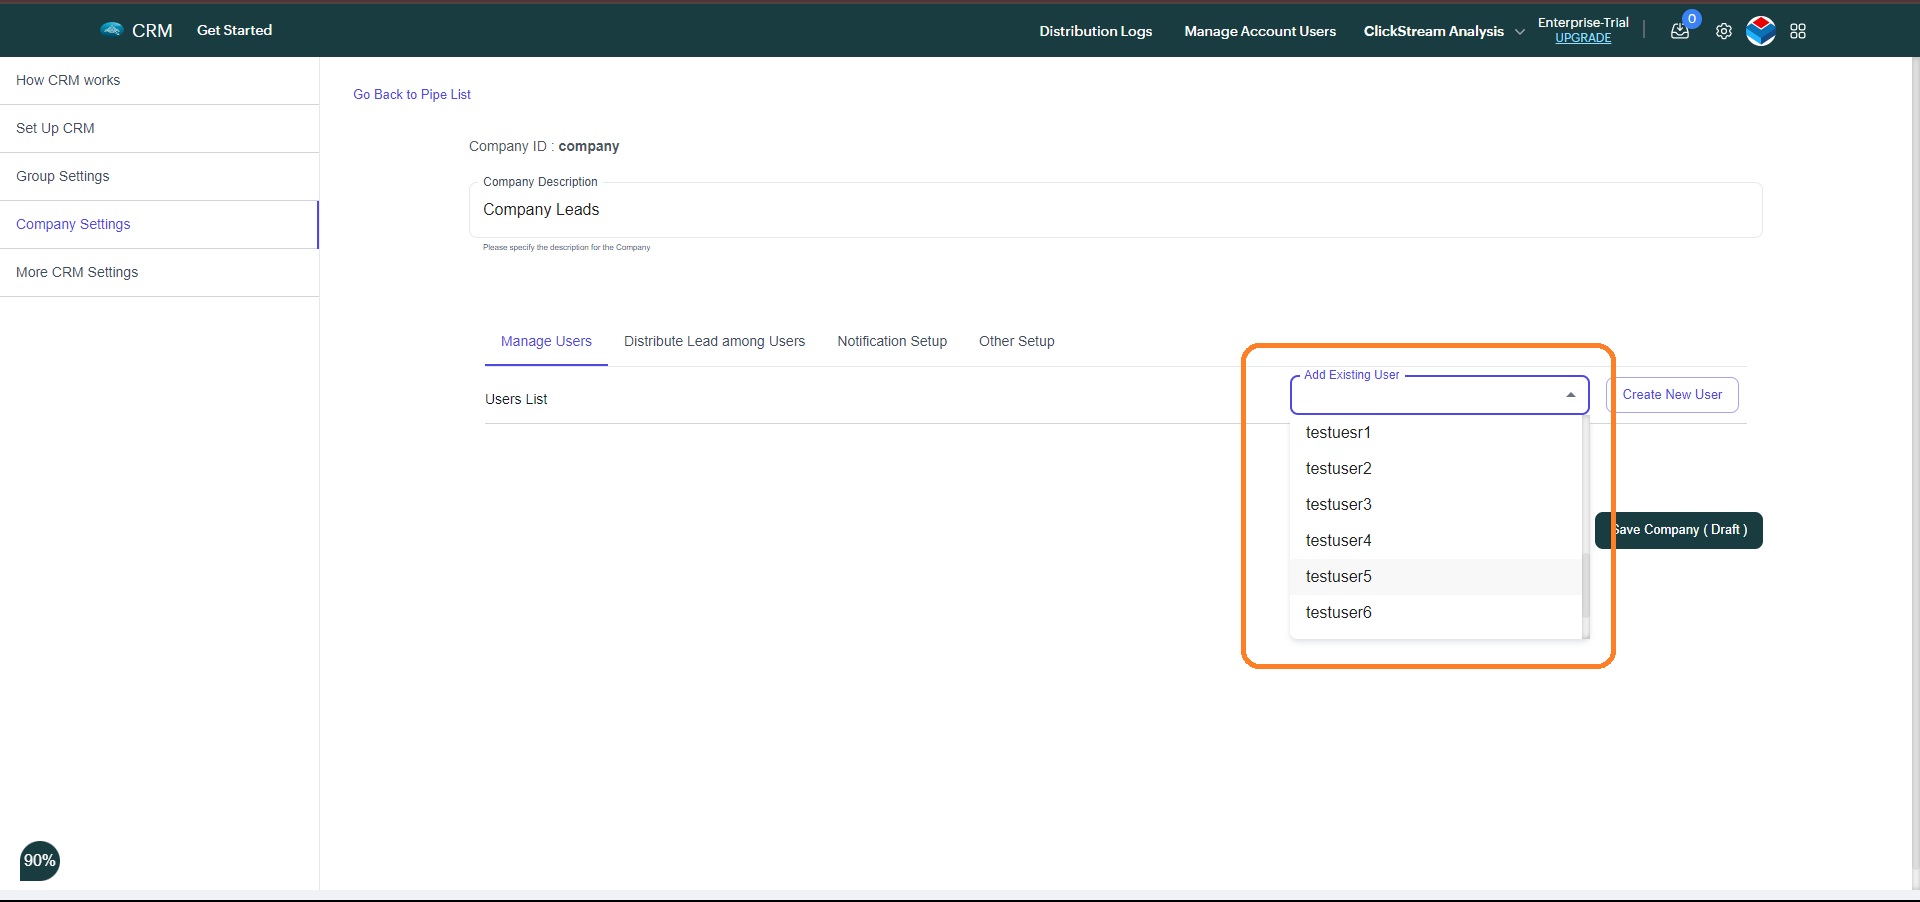 CRM
Get Started
Distribution Logs
Manage Account Users
ClickStream Analysis
Enterprise-Trial
UPGRADE
0
How CRM works
Set Up CRM
Group Settings
Company Settings
More CRM Settings
Go Back to Pipe List
Company ID : company
Company Description
Company Leads
Please specify the description for the Company
Manage Users
Distribute Lead among Users
Notification Setup
Other Setup
Users List
Add Existing User
Create New User
testuesr1
testuser2
testuser3
testuser4
testuser5
testuser6
Save Company ( Draft )
90%